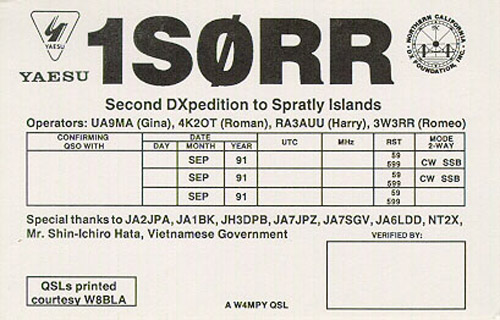 YAESU
1SØRR
NORTHERN CALIFORNIA DX FOUNDATION, INC.
YAESU
Second DXpedition to Spratly Islands
Operators: UA9MA (Gina), 4K2OT (Roman), RA3AUU (Harry), 3W3RR (Romeo)
CONFIRMING QSO WITH DATE DAY MONTH YEAR UTC MHz RST MODE 2-WAY
SEP 91 59 599 CW SSB
SEP 91 59 599 CW SSB
SEP 91 59 599
Special thanks to JA2JPA, JA1BK, JH3DPB, JA7JPZ, JA7SGV, JA6LDD, NT2X,
Mr. Shin-Ichiro Hata, Vietnamese Government
VERIFIED BY:
QSLs printed
courtesy W8BLA
A W4MPY QSL